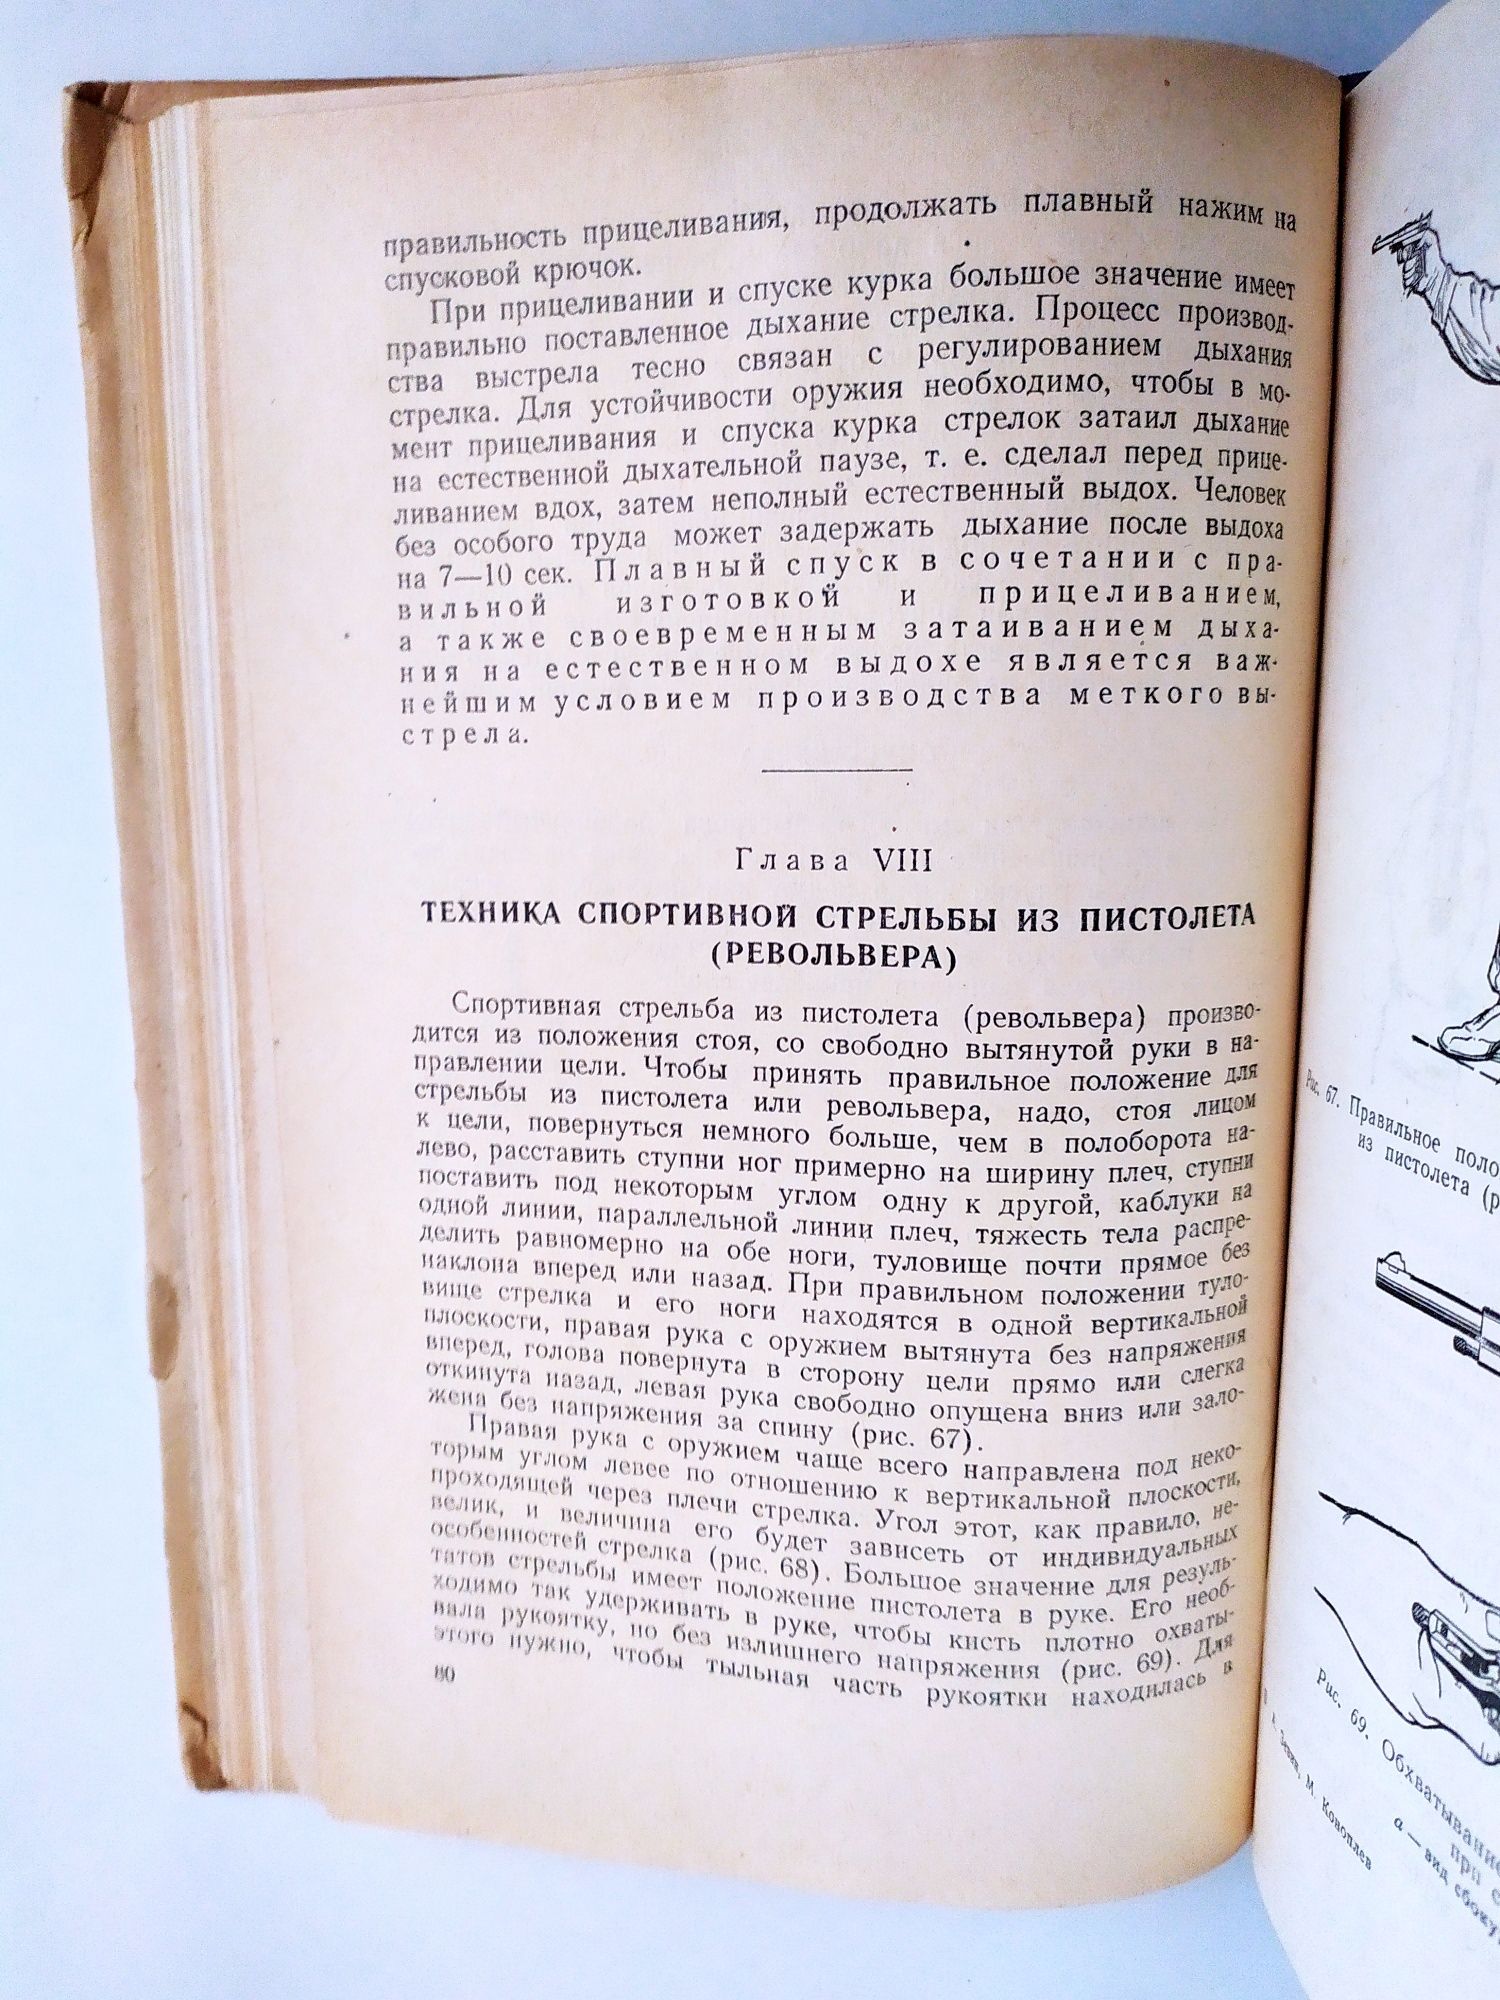 правильность прицеливания, продолжать плавный нажим на
спусковой крючок.
При прицеливании и спуске курка большое значение имеет
правильно поставленное дыхание стрелка. Процесс производ-
ства выстрела тесно связан с регулированием дыхания
стрелка. Для устойчивости оружия необходимо, чтобы в мо-
мент прицеливания и спуска курка стрелок затаил дыхание
на естественной дыхательной паузе, т. е. сделал перед прице-
ливанием вдох, затем неполный естественный выдох. Человек
без особого труда может задержать дыхание после выдоха
на 7—10 сек. Плавный спуск в сочетании с пра-
вильной изготовкой и прицеливанием,
а также своевременным затаиванием дыха-
ния на естественном выдохе является важ-
нейшим условием производства меткого вы-
стрела.
Глава VIII
ТЕХНИКА СПОРТИВНОЙ СТРЕЛЬБЫ ИЗ ПИСТОЛЕТА
(РЕВОЛЬВЕРА)
Спортивная стрельба из пистолета (револьвера) произво-
дится из положения стоя, со свободно вытянутой руки в на-
правлении цели. Чтобы принять правильное положение для
стрельбы из пистолета или револьвера, надо, стоя лицом
к цели, повернуться немного больше, чем в полоборота на-
лево, расставить ступни ног примерно на ширину плеч, ступни
поставить под некоторым углом одну к другой, каблуки на
одной линии, параллельной линии плеч, тяжесть тела распре-
делить равномерно на обе ноги, туловище почти прямое без
наклона вперед или назад. При правильном положении туло-
вище стрелка и его ноги находятся в одной вертикальной
плоскости, правая рука с оружием вытянута без напряжения
вперед, голова повернута в сторону цели прямо или слегка
откинута назад, левая рука свободно опущена вниз или зало-
жена без напряжения за спину (рис. 67).
Правая рука с оружием чаще всего направлена под неко-
торым углом левее по отношению к вертикальной плоскости,
проходящей через плечи стрелка. Угол этот, как правило, не-
велик, и величина его будет зависеть от индивидуальных
особенностей стрелка (рис. 68). Большое значение для резуль-
татов стрельбы имеет положение пистолета в руке. Его необ-
ходимо так удерживать в руке, чтобы кисть плотно охваты-
вала рукоятку, но без излишнего напряжения (рис. 69). Для
этого нужно, чтобы тыльная часть рукоятки находилась в
80
Рис. 67. Правильное поло
из пистолета (р
Рис. 69. Обхватывание
при с
а — вид сбоку
М. Коноплев